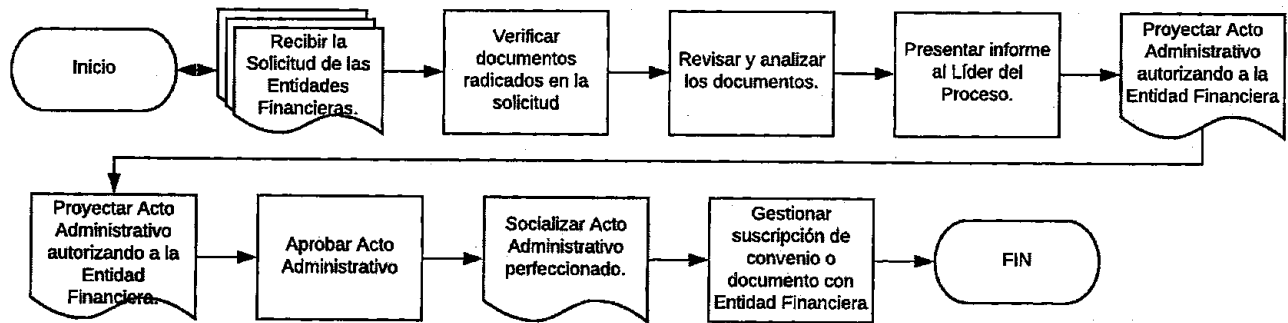 Inicio
Recibir la
Solicitud de las
Entidades
Financieras.
Verificar
documentos
radicados en la
solicitud
Revisar y analizar
los documentos.
Presentar informe
al Líder del
Proceso.
Proyectar Acto
Administrativo
autorizando a la
Entidad Financiera
Proyectar Acto
Administrativo
autorizando a la
Entidad
Financiera.
Aprobar Acto
Administrativo
Socializar Acto
Administrativo
perfeccionado.
Gestionar
suscripción de
convenio o
documento con
Entidad Financiera
FIN